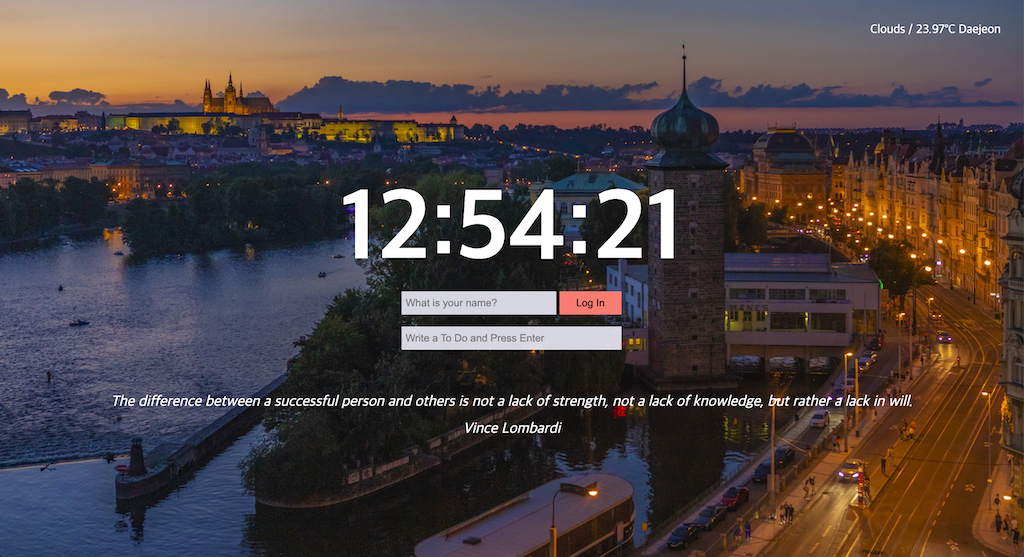 Clouds / 23.97°C Daejeon
12:54:21
What is your name? Log In
Write a To Do and Press Enter
The difference between a successful person and others is not a lack of strength, not a lack of knowledge, but rather a lack in will.
Vince Lombardi